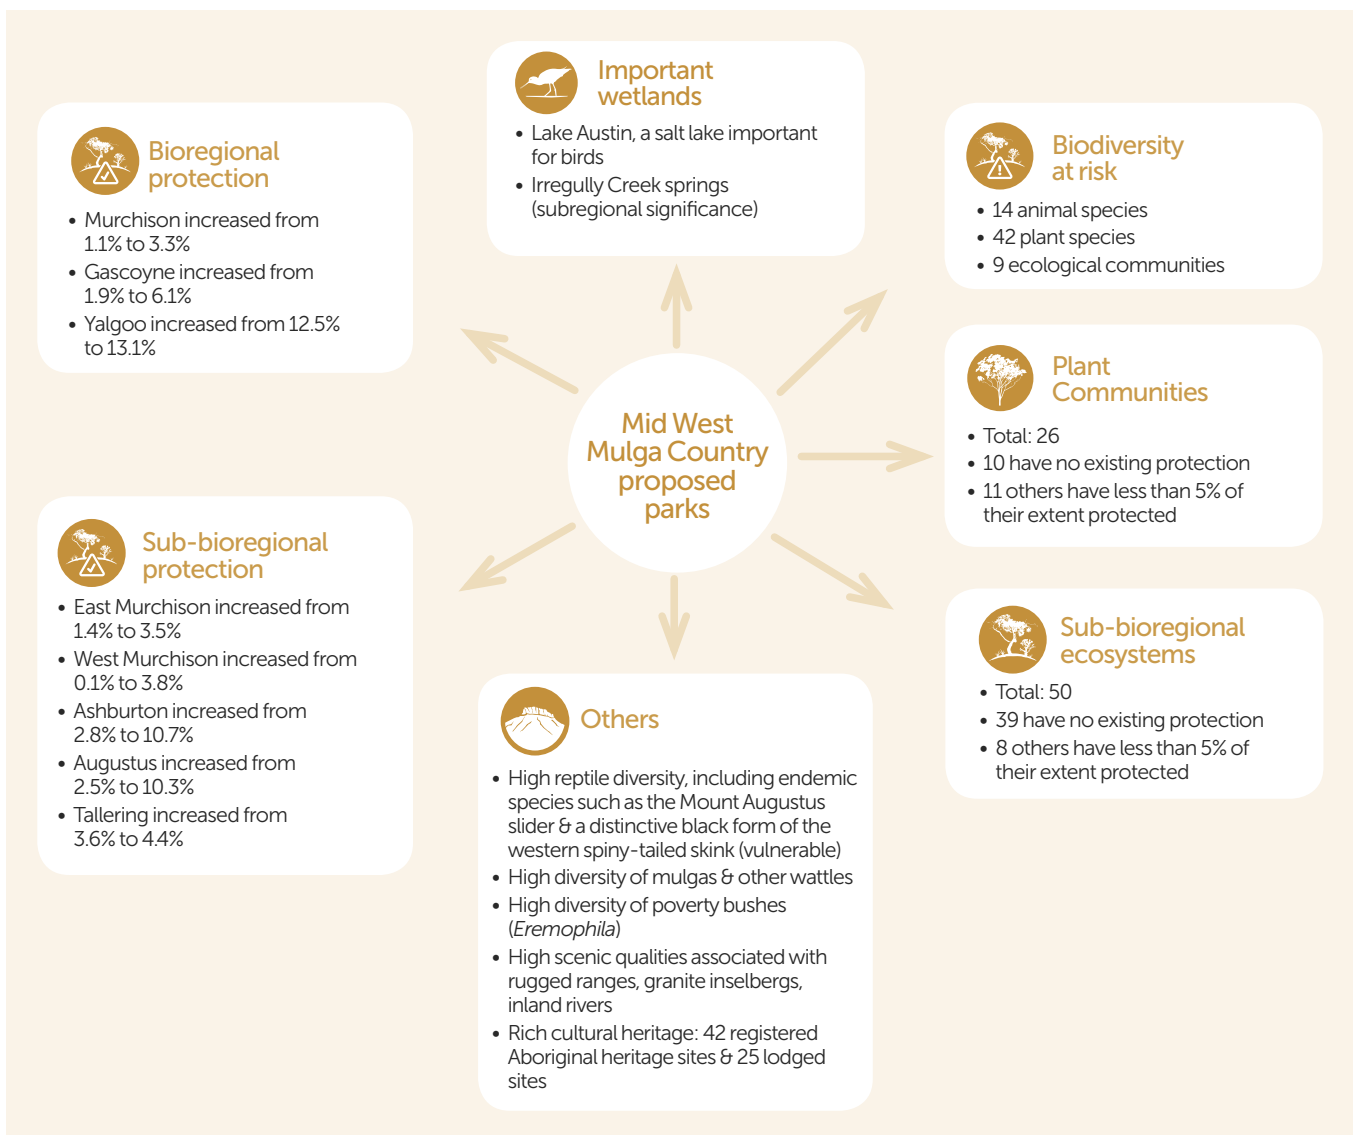 Important
wetlands
• Lake Austin, a salt lake important
for birds
• Irregully Creek springs
(subregional significance)
Bioregional
protection
• Murchison increased from
1.1% to 3.3%
• Gascoyne increased from
1.9% to 6.1%
• Yalgoo increased from 12.5%
to 13.1%
Biodiversity
at risk
• 14 animal species
• 42 plant species
• 9 ecological communities
Mid West
Mulga Country
proposed
parks
Plant
Communities
• Total: 26
• 10 have no existing protection
• 11 others have less than 5% of
their extent protected
Sub-bioregional
protection
• East Murchison increased from
1.4% to 3.5%
• West Murchison increased from
0.1% to 3.8%
• Ashburton increased from
2.8% to 10.7%
• Augustus increased from
2.5% to 10.3%
• Tallering increased from
3.6% to 4.4%
Sub-bioregional
ecosystems
• Total: 50
• 39 have no existing protection
• 8 others have less than 5% of
their extent protected
Others
• High reptile diversity, including endemic
species such as the Mount Augustus
slider & a distinctive black form of the
western spiny-tailed skink (vulnerable)
• High diversity of mulgas & other wattles
• High diversity of poverty bushes
(Eremophila)
• High scenic qualities associated with
rugged ranges, granite inselbergs,
inland rivers
• Rich cultural heritage: 42 registered
Aboriginal heritage sites & 25 lodged
sites